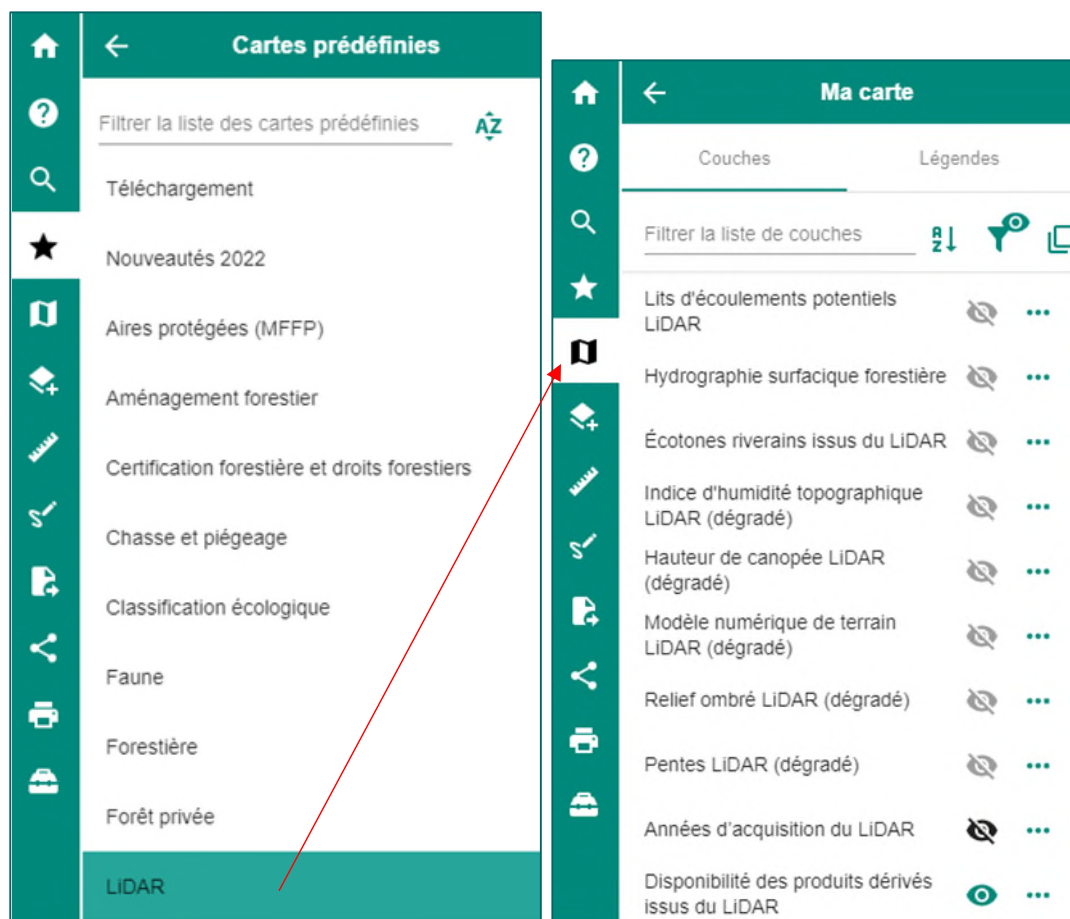 Cartes prédéfinies
Filtrer la liste des cartes prédéfinies
AZ
Téléchargement
Nouveautés 2022
Aires protégées (MFFP)
Aménagement forestier
Certification forestière et droits forestiers
Chasse et piégeage
Classification écologique
Faune
Forestière
Forêt privée
LiDAR
Ma carte
Couches
Légendes
Filtrer la liste de couches
AZ
Lits d'écoulements potentiels
LiDAR
Hydrographie surfacique forestière
Écotones riverains issus du LiDAR
Indice d'humidité topographique
LiDAR (dégradé)
Hauteur de canopée LiDAR
(dégradé)
Modèle numérique de terrain
LiDAR (dégradé)
Relief ombré LiDAR (dégradé)
Pentes LiDAR (dégradé)
Années d'acquisition du LiDAR
Disponibilité des produits dérivés
issus du LiDAR